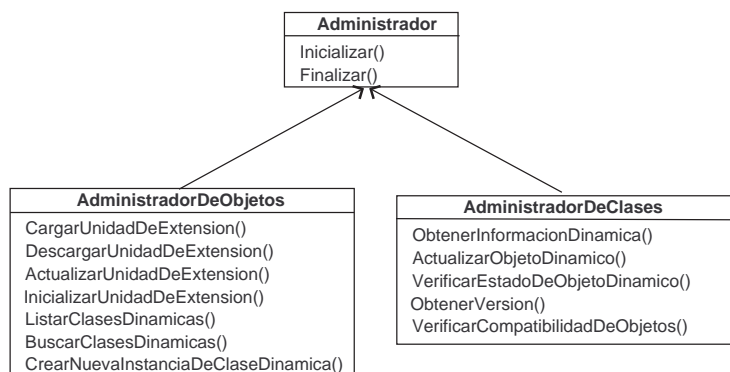 Administrador
Inicializar()
Finalizar()
AdministradorDeObjetos
CargarUnidadDeExtension()
DescargarUnidadDeExtension()
ActualizarUnidadDeExtension()
InicializarUnidadDeExtension()
ListarClasesDinamicas()
BuscarClasesDinamicas()
CrearNuevaInstanciaDeClaseDinamica()
AdministradorDeClases
ObtenerInformacionDinamica()
ActualizarObjetoDinamico()
VerificarEstadoDeObjetoDinamico()
ObtenerVersion()
VerificarCompatibilidadDeObjetos()